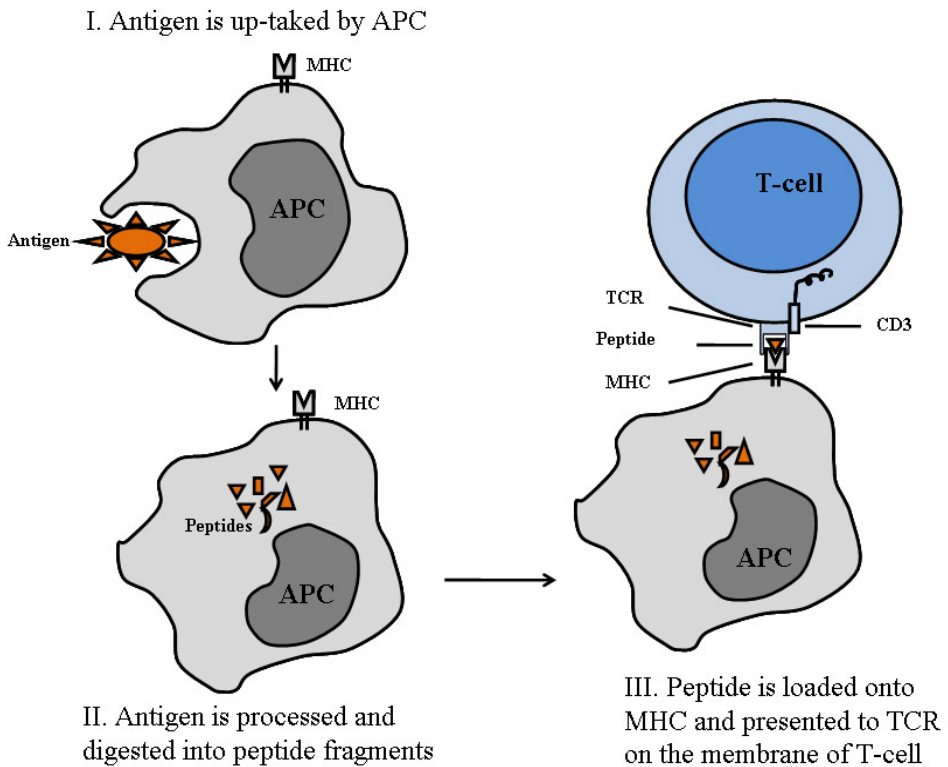 I. Antigen is up-taked by APC
MHC
APC
Antigen
MHC
Peptides
APC
II. Antigen is processed and
digested into peptide fragments
T-cell
TCR
CD3
Peptide
MHC
APC
III. Peptide is loaded onto
MHC and presented to TCR
on the membrane of T-cell